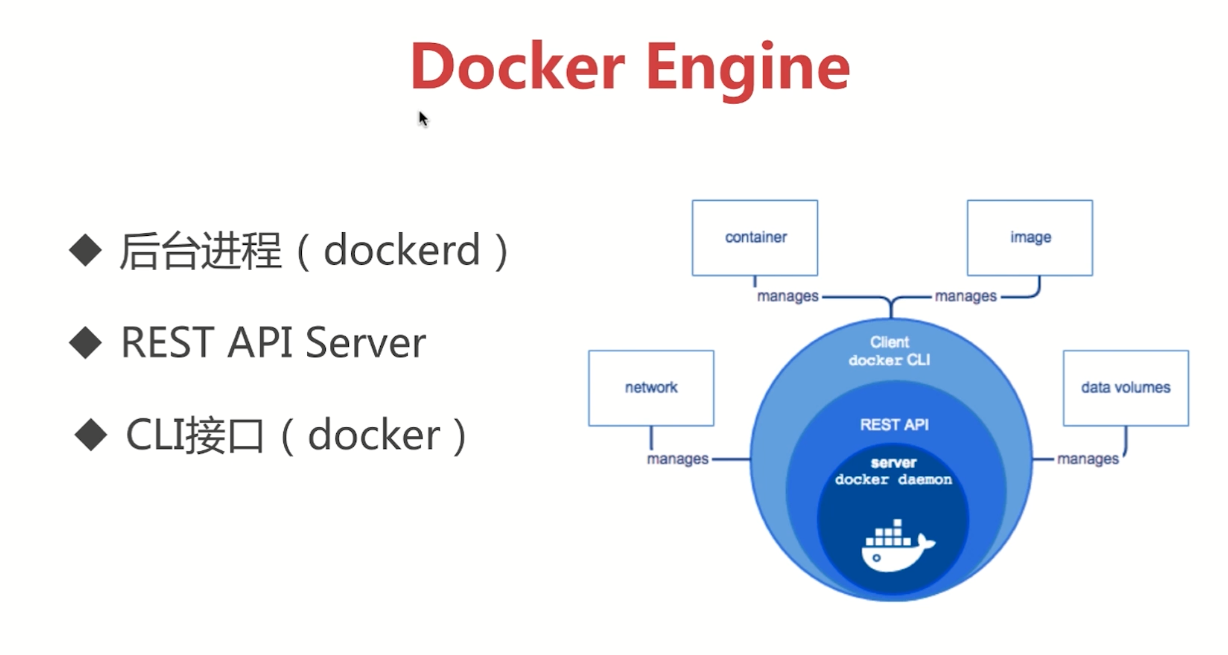 Docker Engine
◆ 后台进程（dockerd）
◆ REST API Server
◆ CLI接口（docker）
container
image
manages
manages
Client
docker CLI
network
data volumes
REST API
manages
manages
server
docker daemon